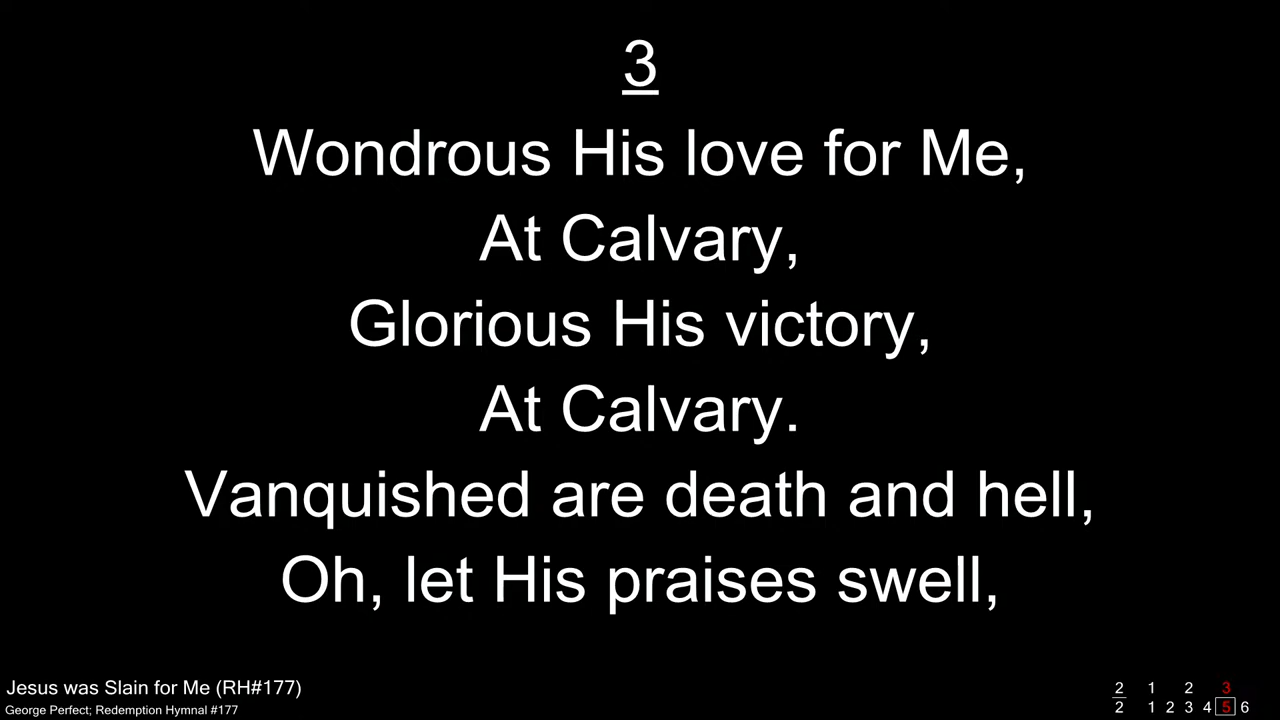 3
Wondrous His love for Me,
At Calvary,
Glorious His victory,
At Calvary.
Vanquished are death and hell,
Oh, let His praises swell,
Jesus was Slain for Me (RH#177)
George Perfect; Redemption Hymnal #177
2 1 2 3
2 1 2 3 4 5 6